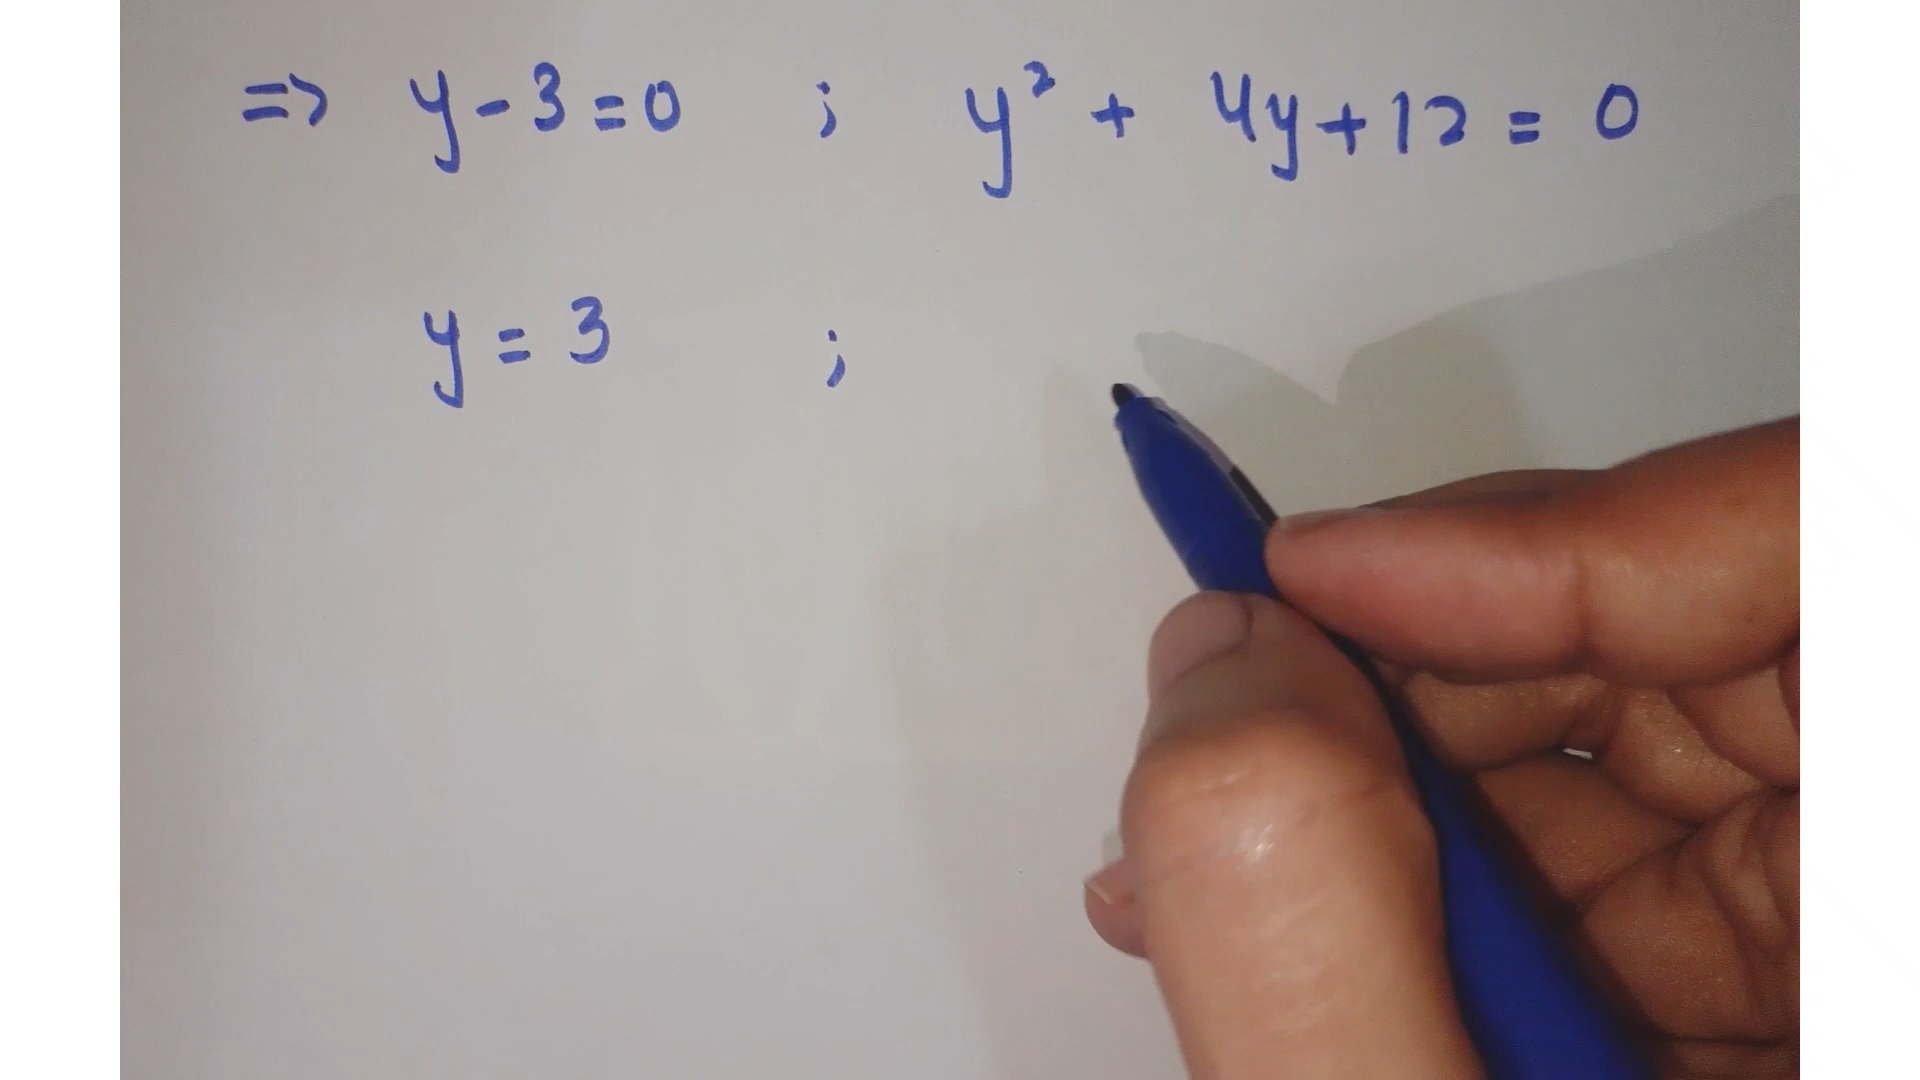 => y - 3 = 0 ; y² + 4y + 12 = 0
y = 3 ;